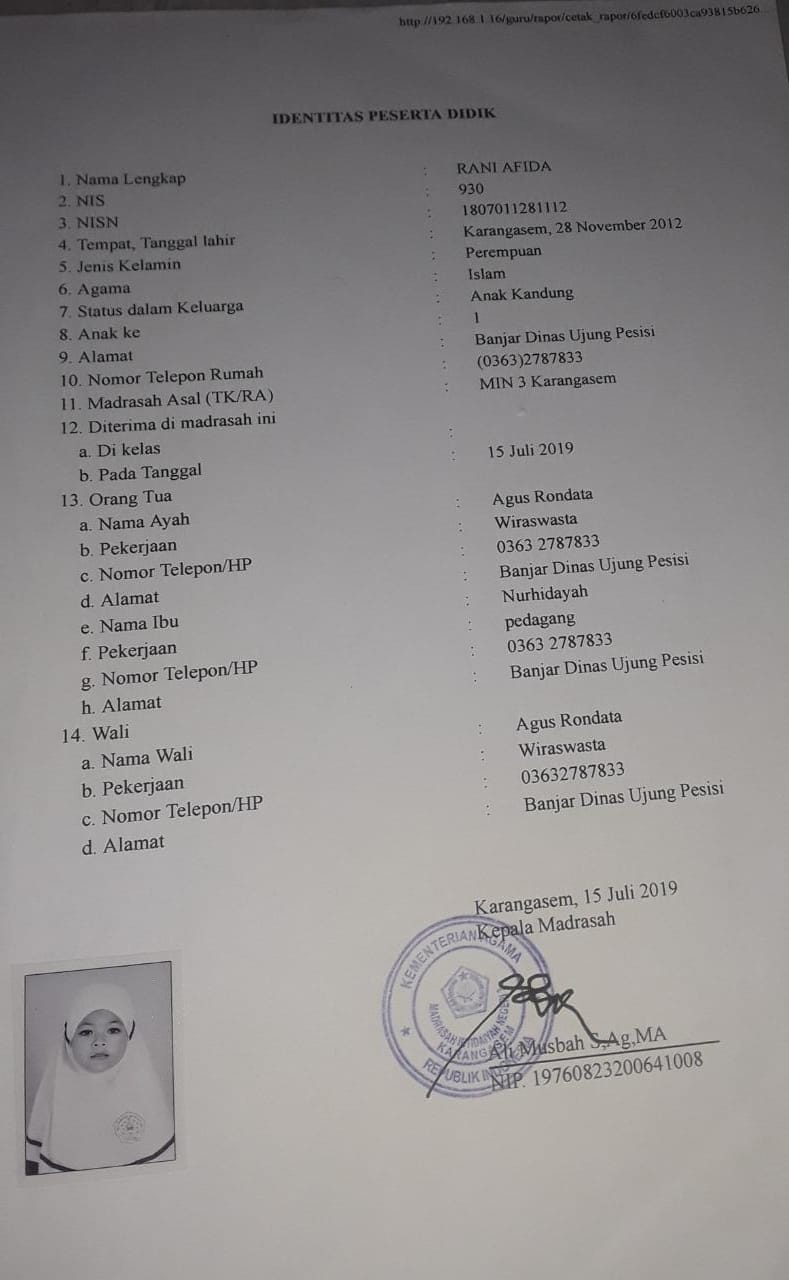 http://192.168.1.16/guru/rapor/cetak_rapor/6fedcf6003ca93815b626...
IDENTITAS PESERTA DIDIK
1. Nama Lengkap : RANI AFIDA
2. NIS : 930
3. NISN : 1807011281112
4. Tempat, Tanggal lahir : Karangasem, 28 November 2012
5. Jenis Kelamin : Perempuan
6. Agama : Islam
7. Status dalam Keluarga : Anak Kandung
8. Anak ke : 1
9. Alamat : Banjar Dinas Ujung Pesisi
10. Nomor Telepon Rumah : (0363)2787833
11. Madrasah Asal (TK/RA) : MIN 3 Karangasem
12. Diterima di madrasah ini
a. Di kelas :
b. Pada Tanggal : 15 Juli 2019
13. Orang Tua
a. Nama Ayah : Agus Rondata
b. Pekerjaan : Wiraswasta
c. Nomor Telepon/HP : 0363 2787833
d. Alamat : Banjar Dinas Ujung Pesisi
e. Nama Ibu : Nurhidayah
f. Pekerjaan : pedagang
g. Nomor Telepon/HP : 0363 2787833
h. Alamat : Banjar Dinas Ujung Pesisi
14. Wali
a. Nama Wali : Agus Rondata
b. Pekerjaan : Wiraswasta
c. Nomor Telepon/HP : 03632787833
d. Alamat : Banjar Dinas Ujung Pesisi
Karangasem, 15 Juli 2019
Kepala Madrasah
KEMENTERIAN AGAMA
MADRASAH IBTIDAIYAH NEGERI
KARANGASEM
REPUBLIK INDONESIA
Ali Musbah S,Ag,MA
NIP. 19760823200641008